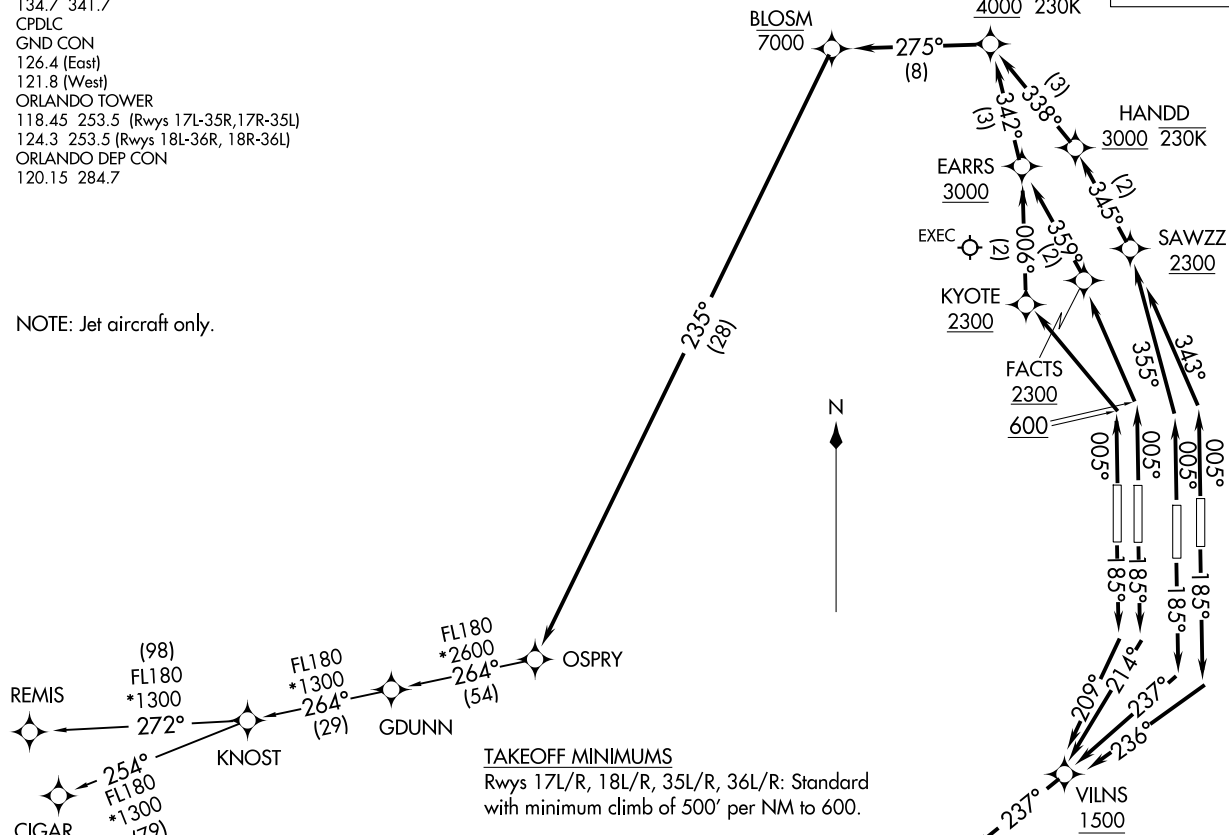 134.7 341.7
CPDLC
GND CON
126.4 (East)
121.8 (West)
ORLANDO TOWER
118.45 253.5 (Rwys 17L-35R,17R-35L)
124.3 253.5 (Rwys 18L-36R, 18R-36L)
ORLANDO DEP CON
120.15 284.7
NOTE: Jet aircraft only.
BLOSM
7000
275°
(8)
4000 230K
342°
(3)
338°
(3)
HANDD
3000 230K
EARRS
3000
345°
(2)
359°
(2)
006°
(2)
EXEC
SAWZZ
2300
KYOTE
2300
FACTS
2300
600
355°
343°
005°
005°
005°
005°
235°
(28)
N
185°
185°
185°
185°
209°
214°
237°
236°
VILNS
1500
237°
OSPRY
FL180
*2600
264°
(54)
GDUNN
FL180
*1300
264°
(29)
KNOST
(98)
FL180
*1300
272°
REMIS
254°
FL180
*1300
(79)
CIGAR
TAKEOFF MINIMUMS
Rwys 17L/R, 18L/R, 35L/R, 36L/R: Standard
with minimum climb of 500' per NM to 600.